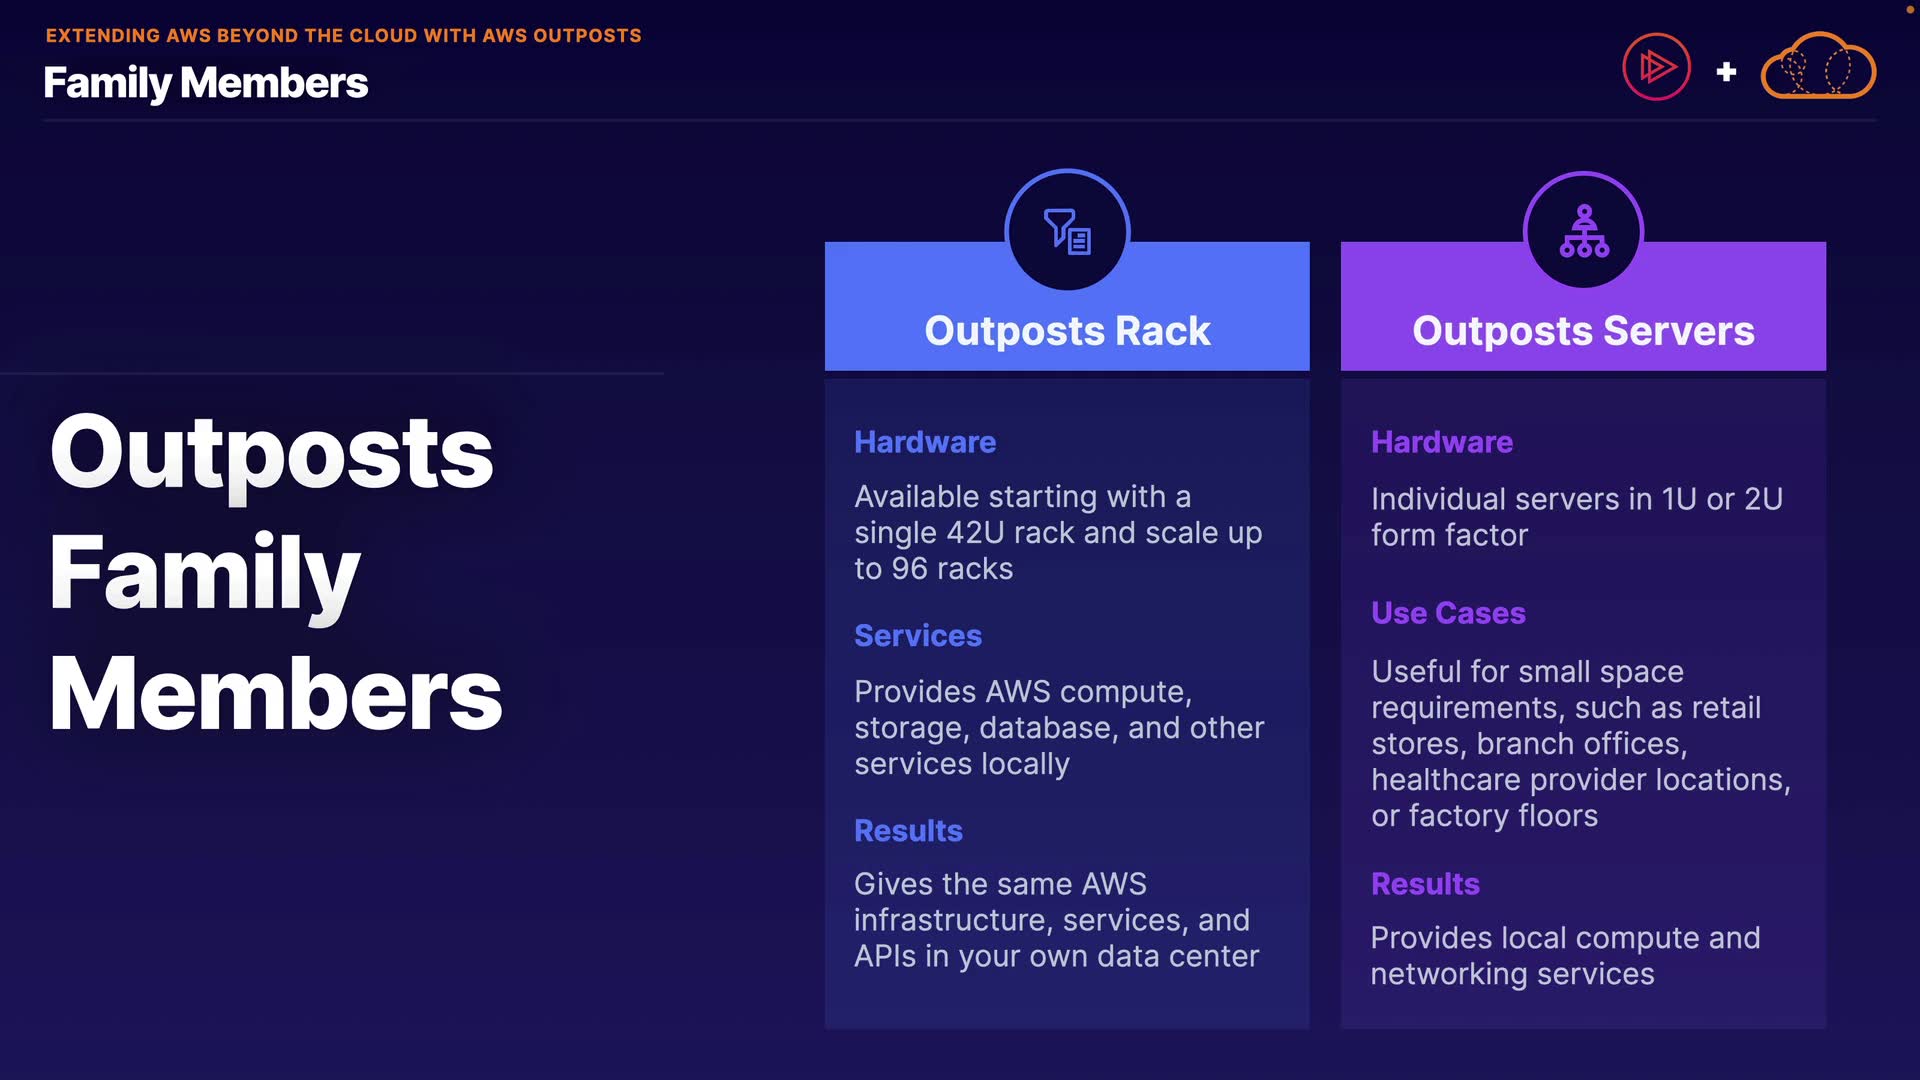 EXTENDING AWS BEYOND THE CLOUD WITH AWS OUTPOSTS
Family Members
+
Outposts
Family
Members
Outposts Rack
Hardware
Available starting with a
single 42U rack and scale up
to 96 racks
Services
Provides AWS compute,
storage, database, and other
services locally
Results
Gives the same AWS
infrastructure, services, and
APIs in your own data center
Outposts Servers
Hardware
Individual servers in 1U or 2U
form factor
Use Cases
Useful for small space
requirements, such as retail
stores, branch offices,
healthcare provider locations,
or factory floors
Results
Provides local compute and
networking services